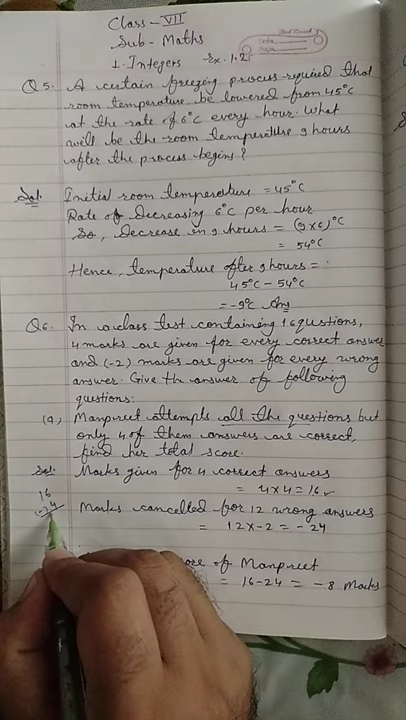 Class - VII
Sub - Maths
1. Integers Ex. 1.2
Q5. A certain freezing process required that
room temperature be lowered from 45°C
at the rate of 6°C every hour. What
will be the room temperature 9 hours
after the process begins?
Sol. Initial room temperature = 45°C
Rate of Decreasing 6°C per hour
So, Decrease in 9 hours = (9×6)°C
= 54°C
Hence, temperature after 9 hours =
45°C - 54°C
= -9°C Ans
Q6. In a class test containing 16 qustions,
4 marks are given for every correct answer
and (-2) marks are given for every wrong
answer. Give the answer of following
questions:
(a) Manpreet attempts all the questions but
only 4 of them answers are correct,
find her total score.
Sol. Marks given for 4 correct answers
= 4×4 = 16
16
(-) 4
Marks cancelled for 12 wrong answers
= 12×-2 = -24
ore of Manpreet
= 16-24 = -8 Marks